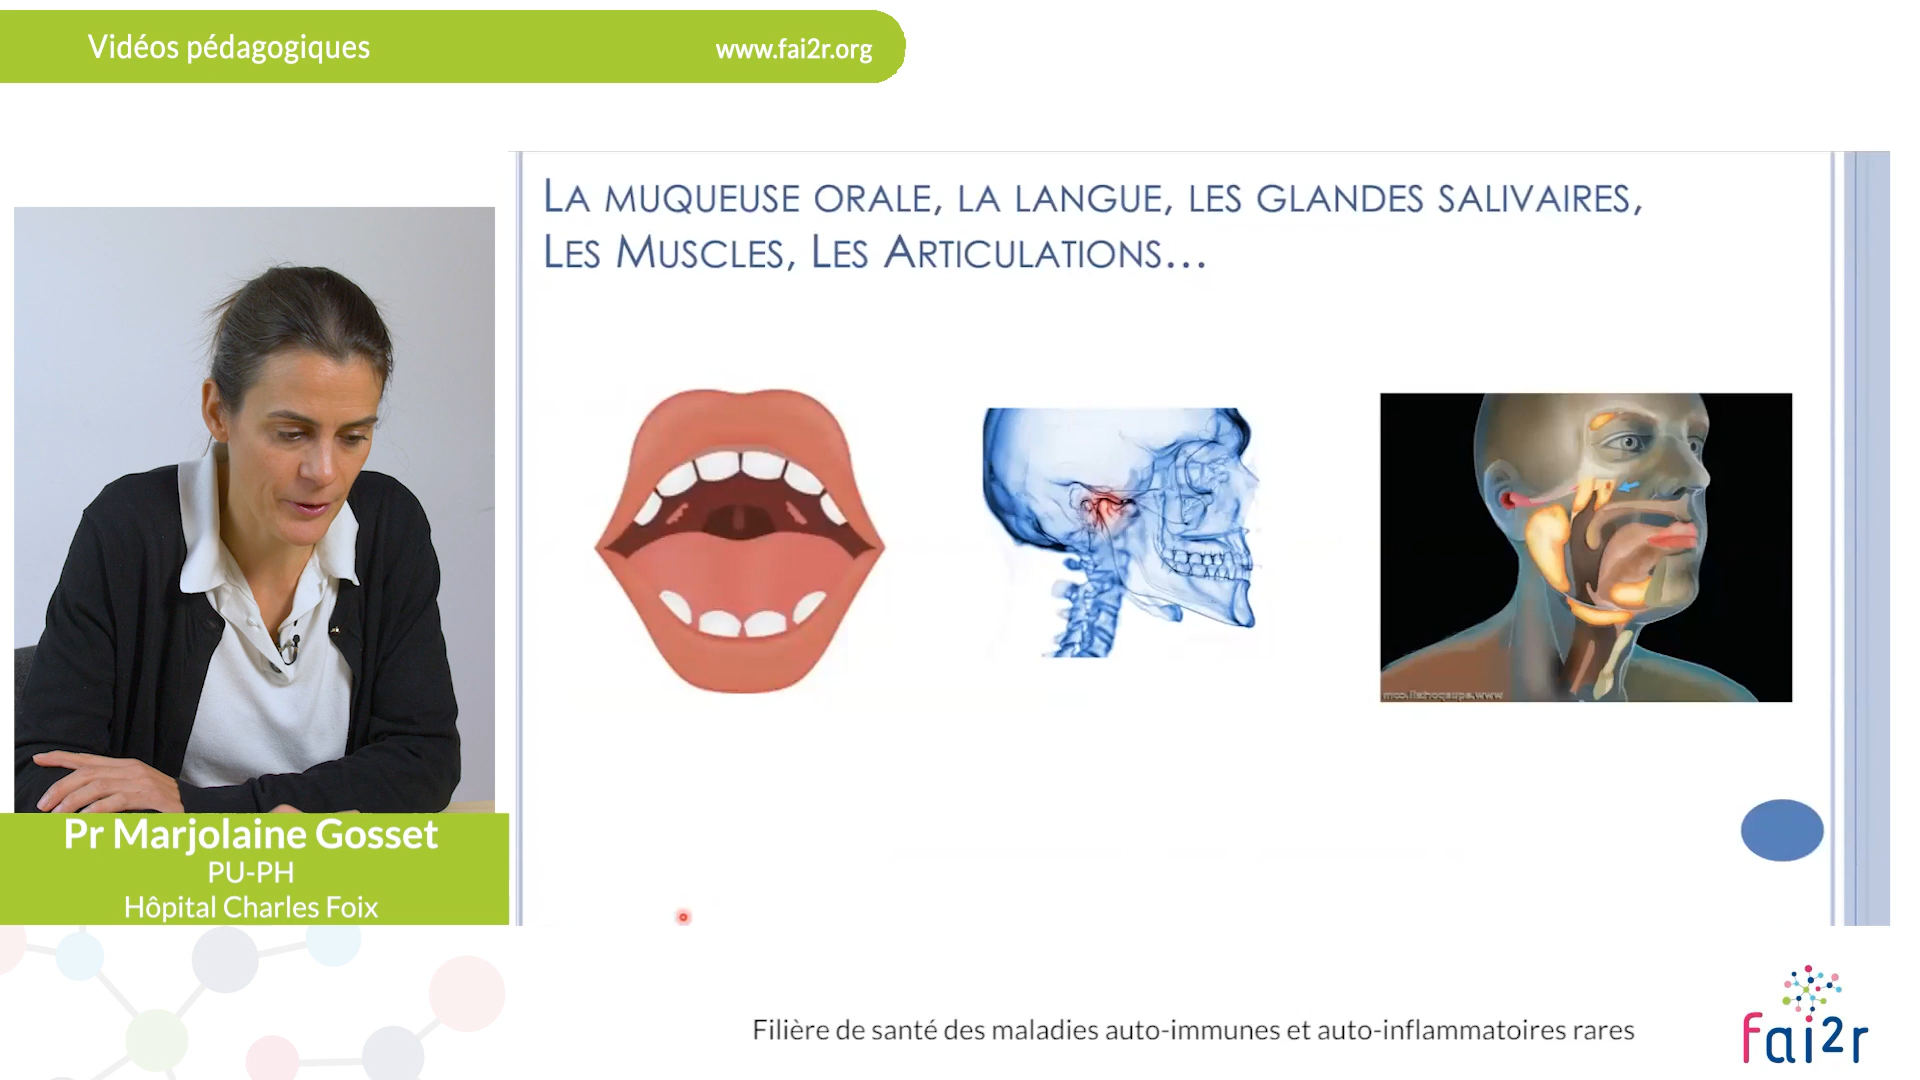 Vidéos pédagogiques
www.fai2r.org
LA MUQUEUSE ORALE, LA LANGUE, LES GLANDES SALIVAIRES,
LES MUSCLES, LES ARTICULATIONS...
Pr Marjolaine Gosset
PU-PH
Hôpital Charles Foix
Filière de santé des maladies auto-immunes et auto-inflammatoires rares
fai2r